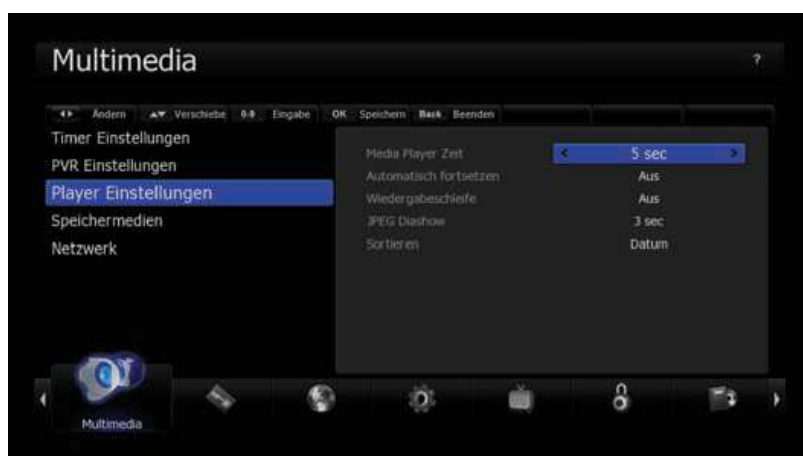 Multimedia
?
Ändern Verschiebe 0-9 Eingabe OK Speichern Back Beenden
Timer Einstellungen
PVR Einstellungen
Player Einstellungen
Speichermedien
Netzwerk
Media Player Zeit < 5 sec >
Automatisch fortsetzen Aus
Wiedergabeschleife Aus
JPEG Diashow 3 sec
Sortieren Datum
Multimedia